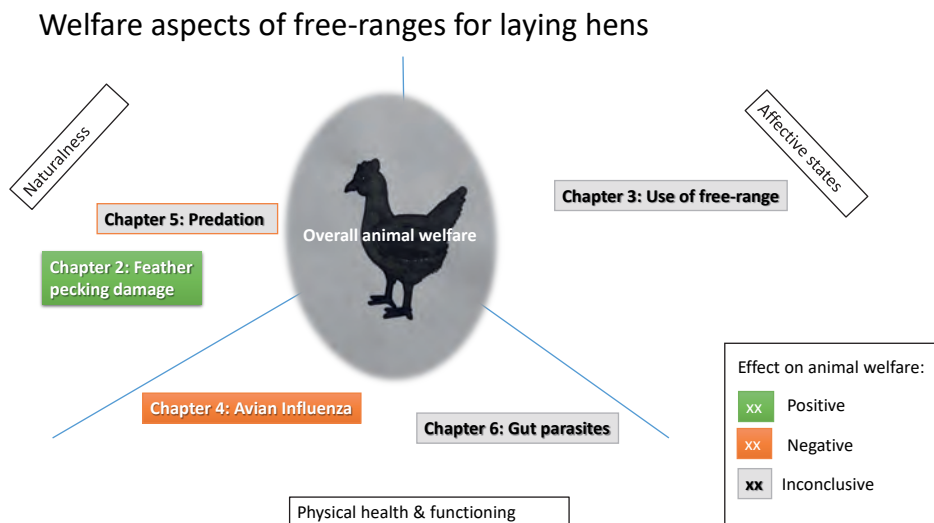 Welfare aspects of free-ranges for laying hens
Naturalness
Affective states
Chapter 3: Use of free-range
Chapter 5: Predation
Overall animal welfare
Chapter 2: Feather
pecking damage
Effect on animal welfare:
xx Positive
xx Negative
xx Inconclusive
Chapter 4: Avian Influenza
Chapter 6: Gut parasites
Physical health & functioning